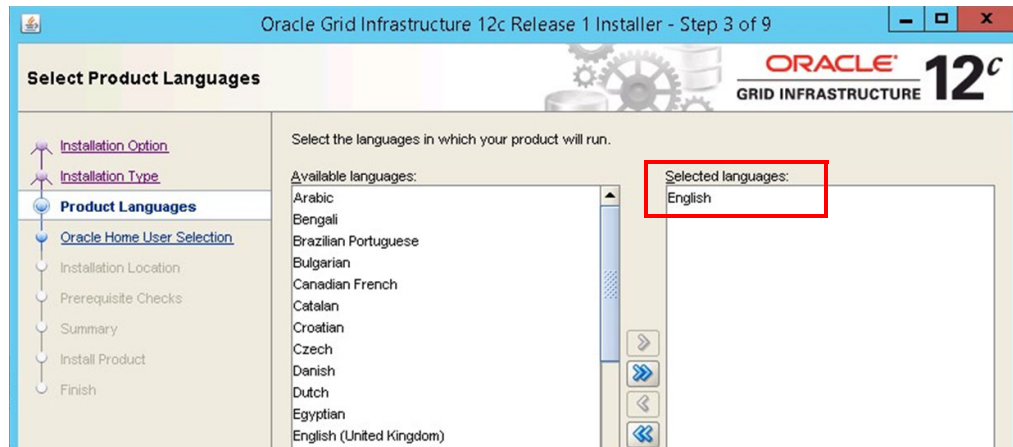 Oracle Grid Infrastructure 12c Release 1 Installer - Step 3 of 9
Select Product Languages
ORACLE
GRID INFRASTRUCTURE
12c
Installation Option
Installation Type
Product Languages
Oracle Home User Selection
Installation Location
Prerequisite Checks
Summary
Install Product
Finish
Select the languages in which your product will run.
Available languages:
Arabic
Bengali
Brazilian Portuguese
Bulgarian
Canadian French
Catalan
Croatian
Czech
Danish
Dutch
Egyptian
English (United Kingdom)
Selected languages:
English